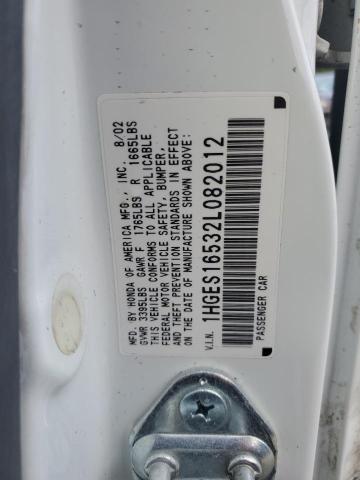 MFD. BY HONDA OF AMERICA MFG., INC. 8/02
GVWR 3395LBS GAWR F 1765LBS R 1665LBS
THIS VEHICLE CONFORMS TO ALL APPLICABLE
FEDERAL MOTOR VEHICLE SAFETY, BUMPER,
AND THEFT PREVENTION STANDARDS IN EFFECT
ON THE DATE OF MANUFACTURE SHOWN ABOVE:
1HGES16532L082012
V.I.N.
PASSENGER CAR